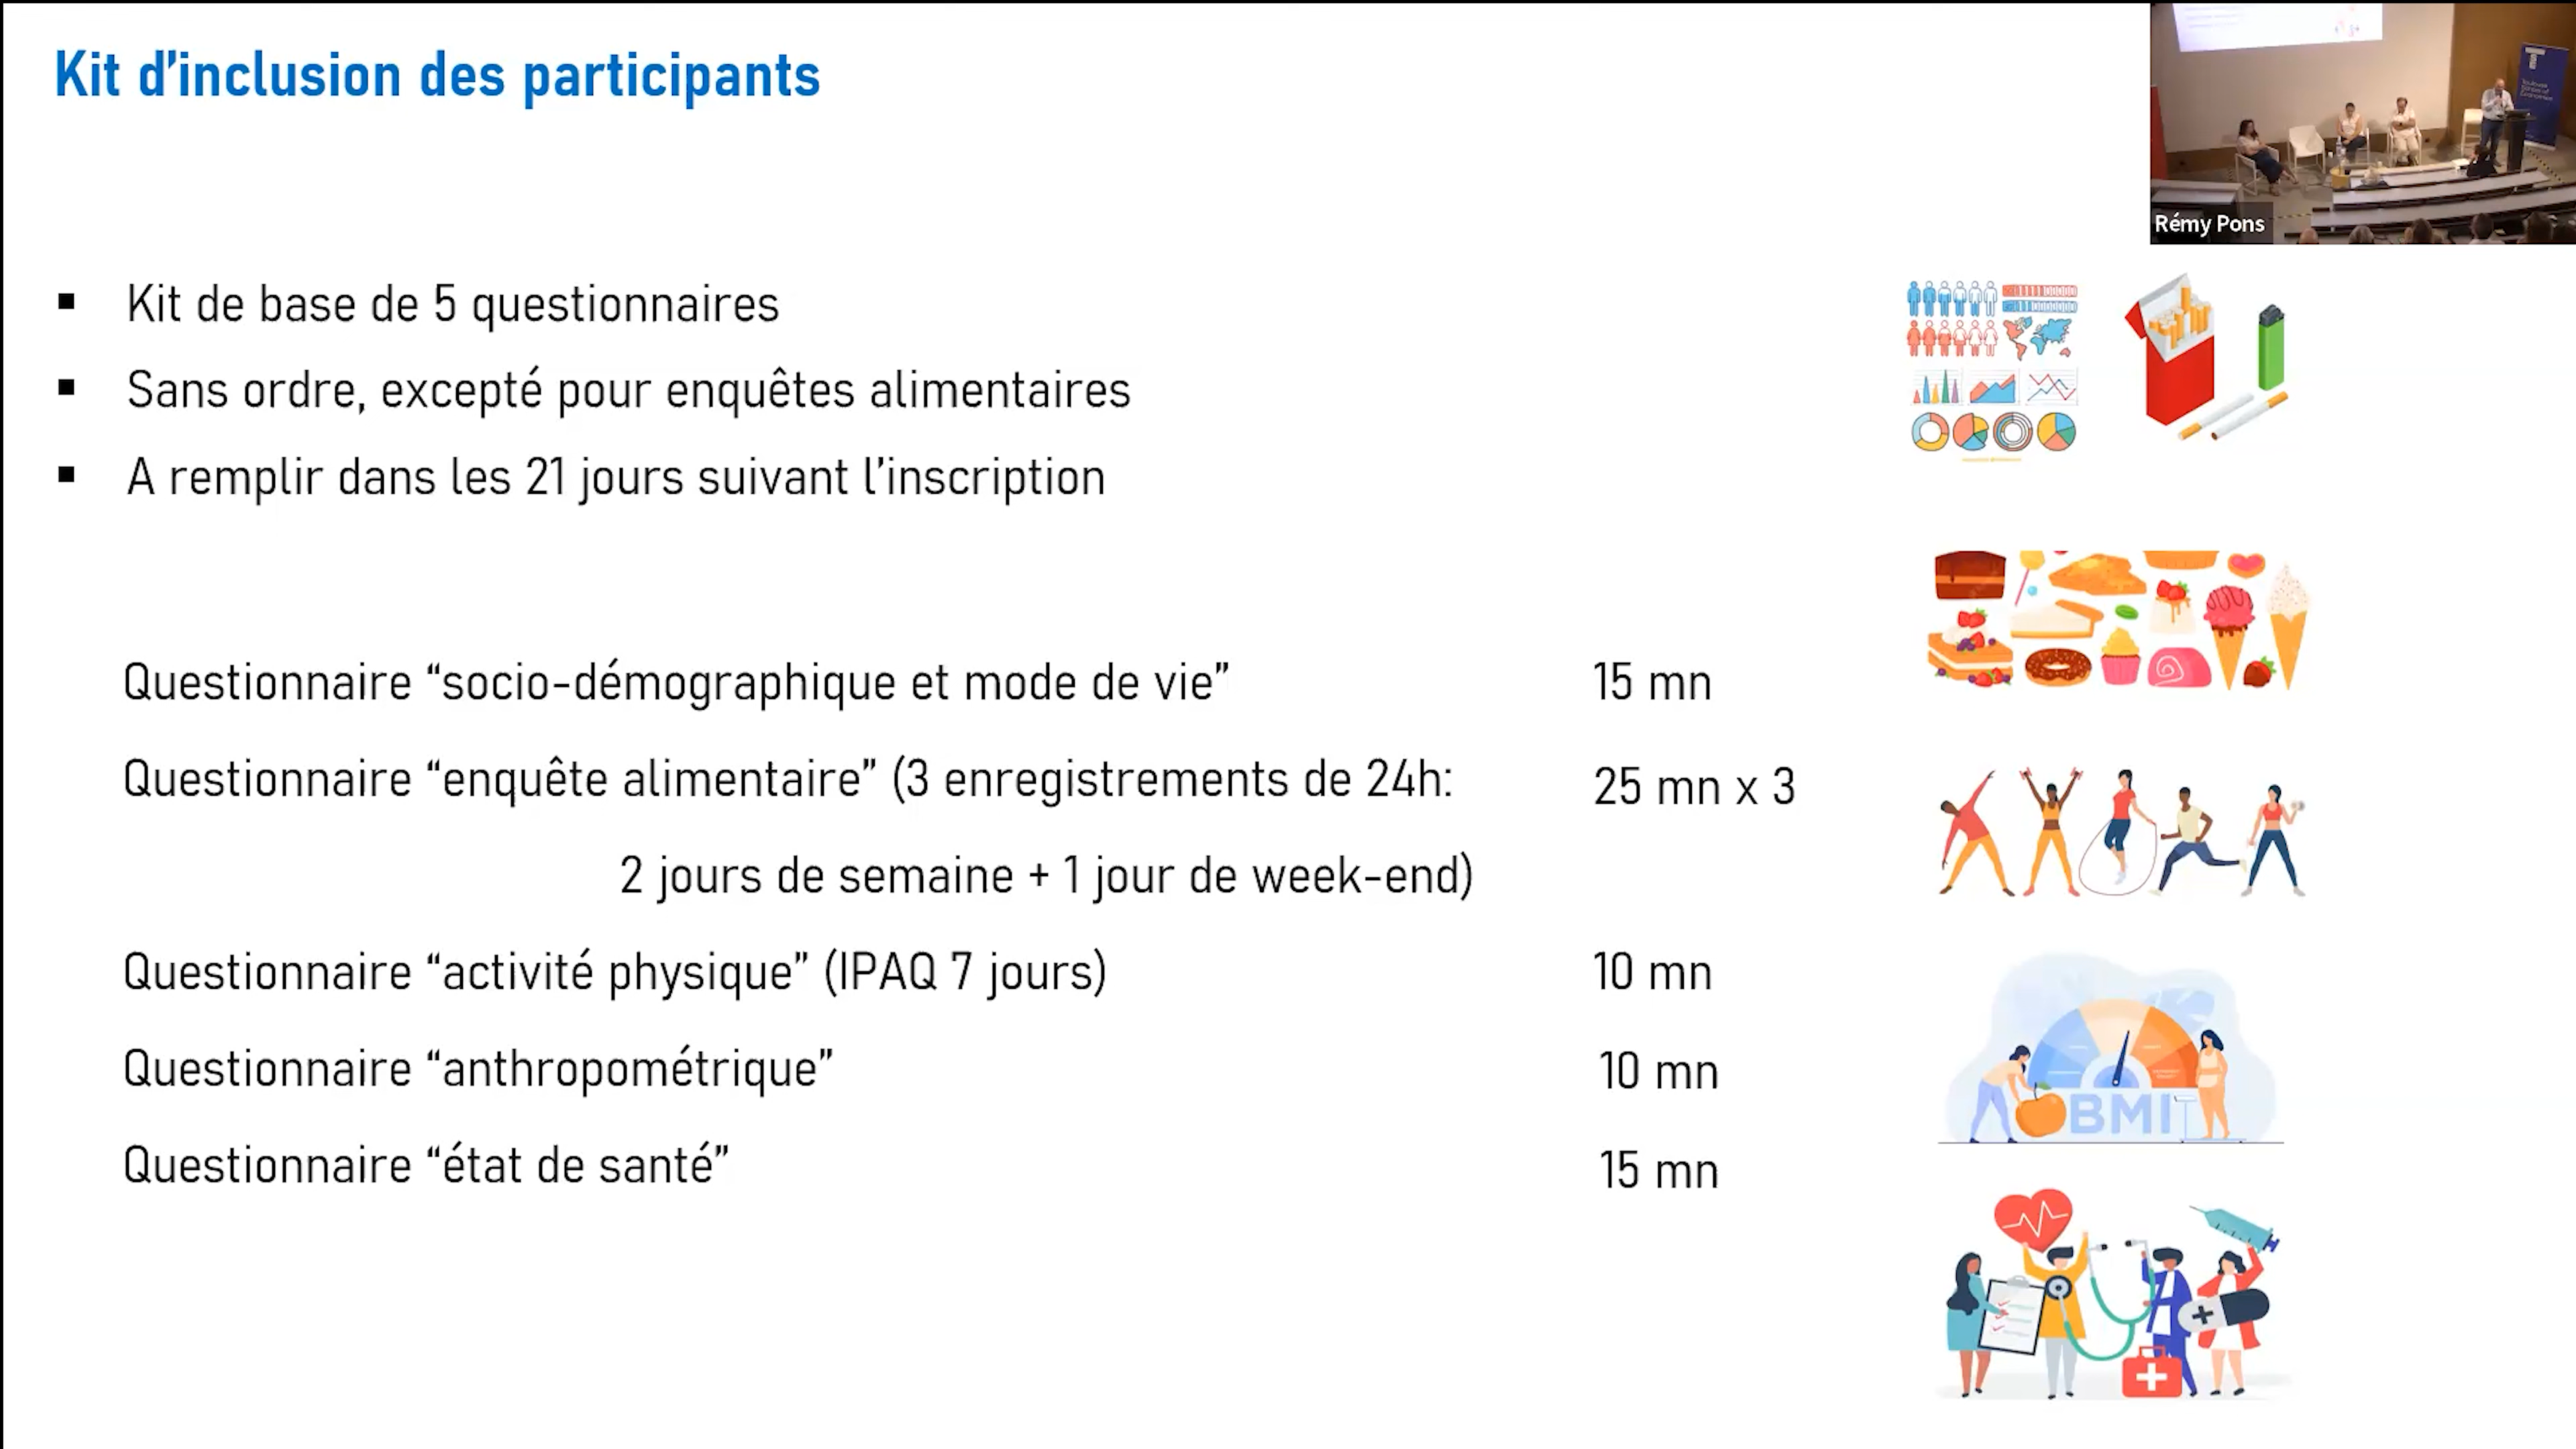 Kit d’inclusion des participants
Rémy Pons
▪ Kit de base de 5 questionnaires
▪ Sans ordre, excepté pour enquêtes alimentaires
▪ A remplir dans les 21 jours suivant l’inscription
Questionnaire “socio-démographique et mode de vie” 15 mn
Questionnaire “enquête alimentaire” (3 enregistrements de 24h: 25 mn x 3
2 jours de semaine + 1 jour de week-end)
Questionnaire “activité physique” (IPAQ 7 jours) 10 mn
Questionnaire “anthropométrique” 10 mn
BMI
Questionnaire “état de santé” 15 mn